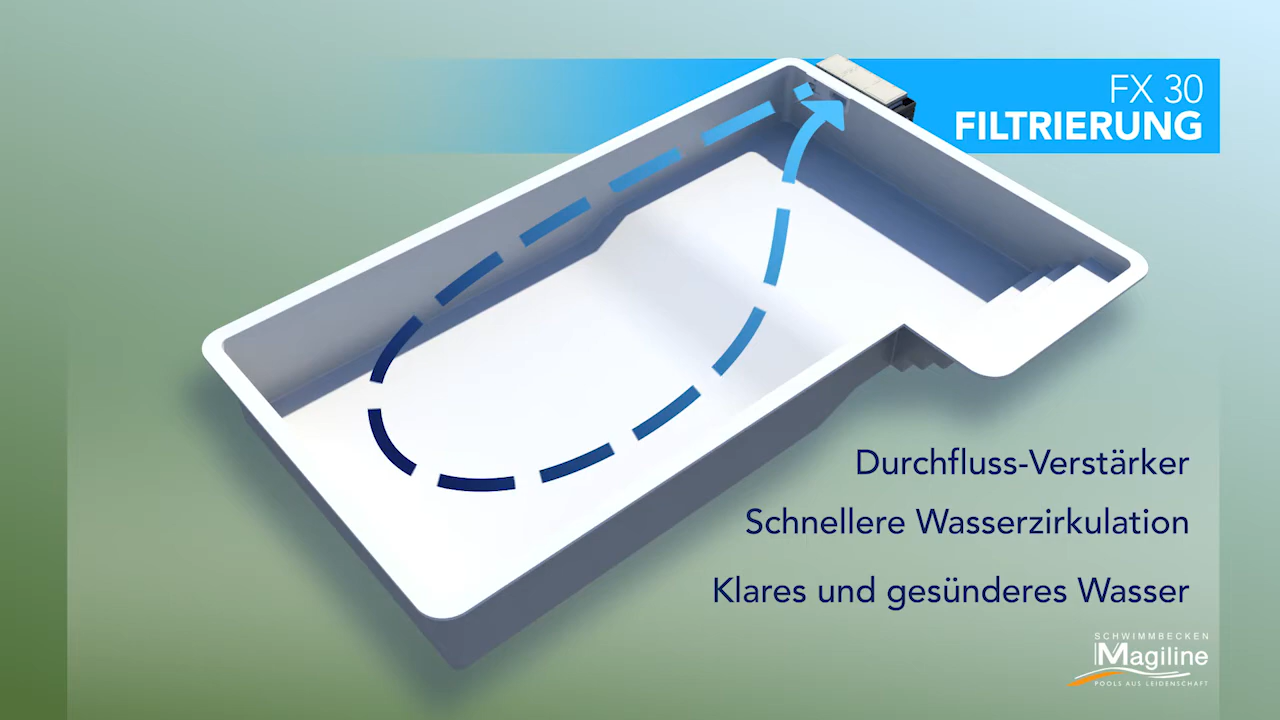 FX 30
FILTRIERUNG
Durchfluss-Verstärker
Schnellere Wasserzirkulation
Klares und gesünderes Wasser
SCHWIMMBECKEN
Magiline
POOLS AUS LEIDENSCHAFT